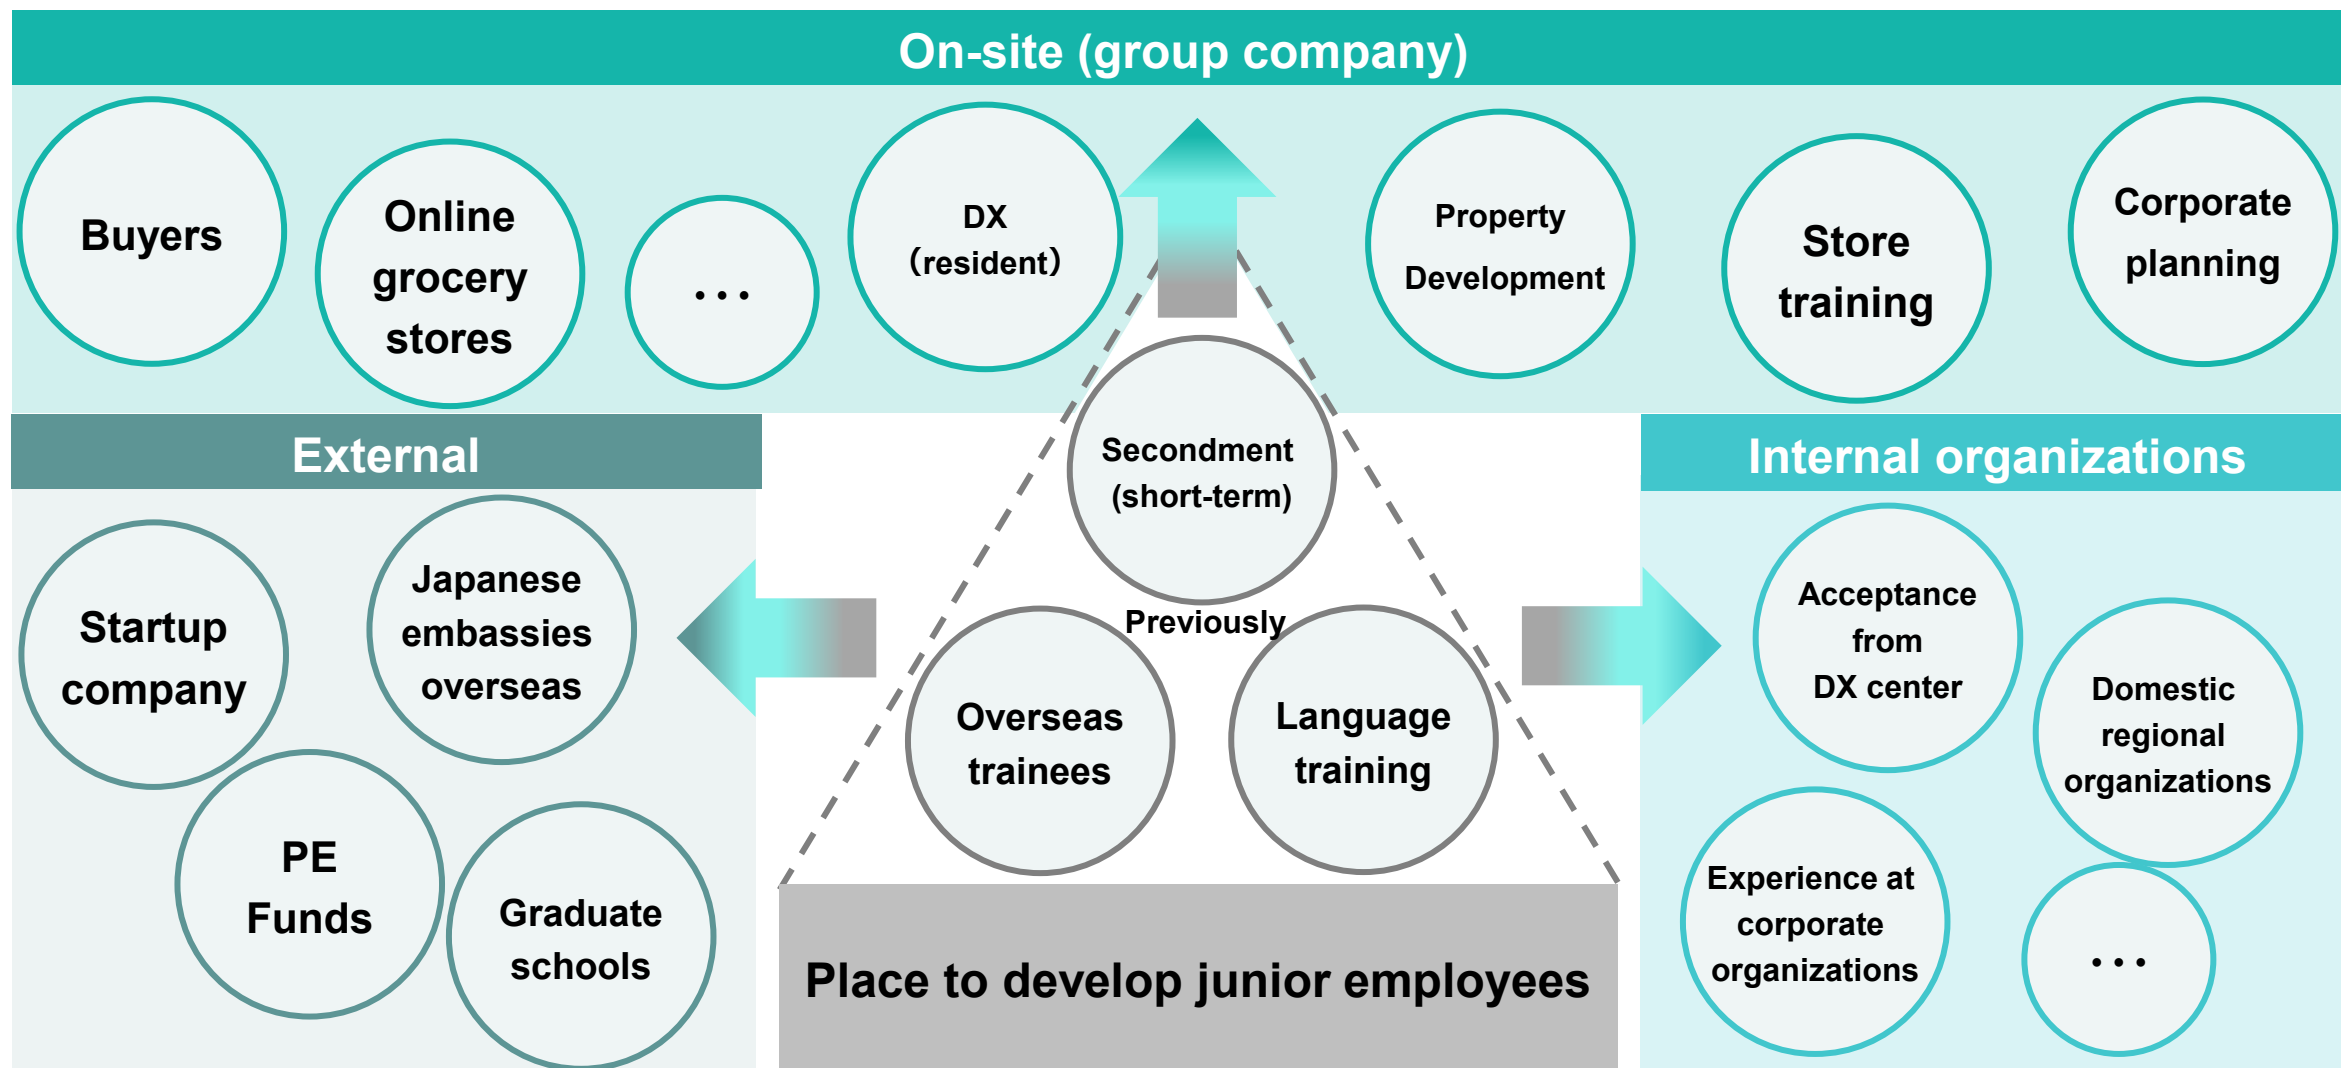 On-site (group company)
Buyers
Online
grocery
stores
･･･
DX
（resident）
Property
Development
Store
training
Corporate
planning
External
Startup
company
Japanese
embassies
overseas
PE
Funds
Graduate
schools
Secondment
(short-term)
Previously
Overseas
trainees
Language
training
Place to develop junior employees
Internal organizations
Acceptance
from
DX center
Domestic
regional
organizations
Experience at
corporate
organizations
･･･